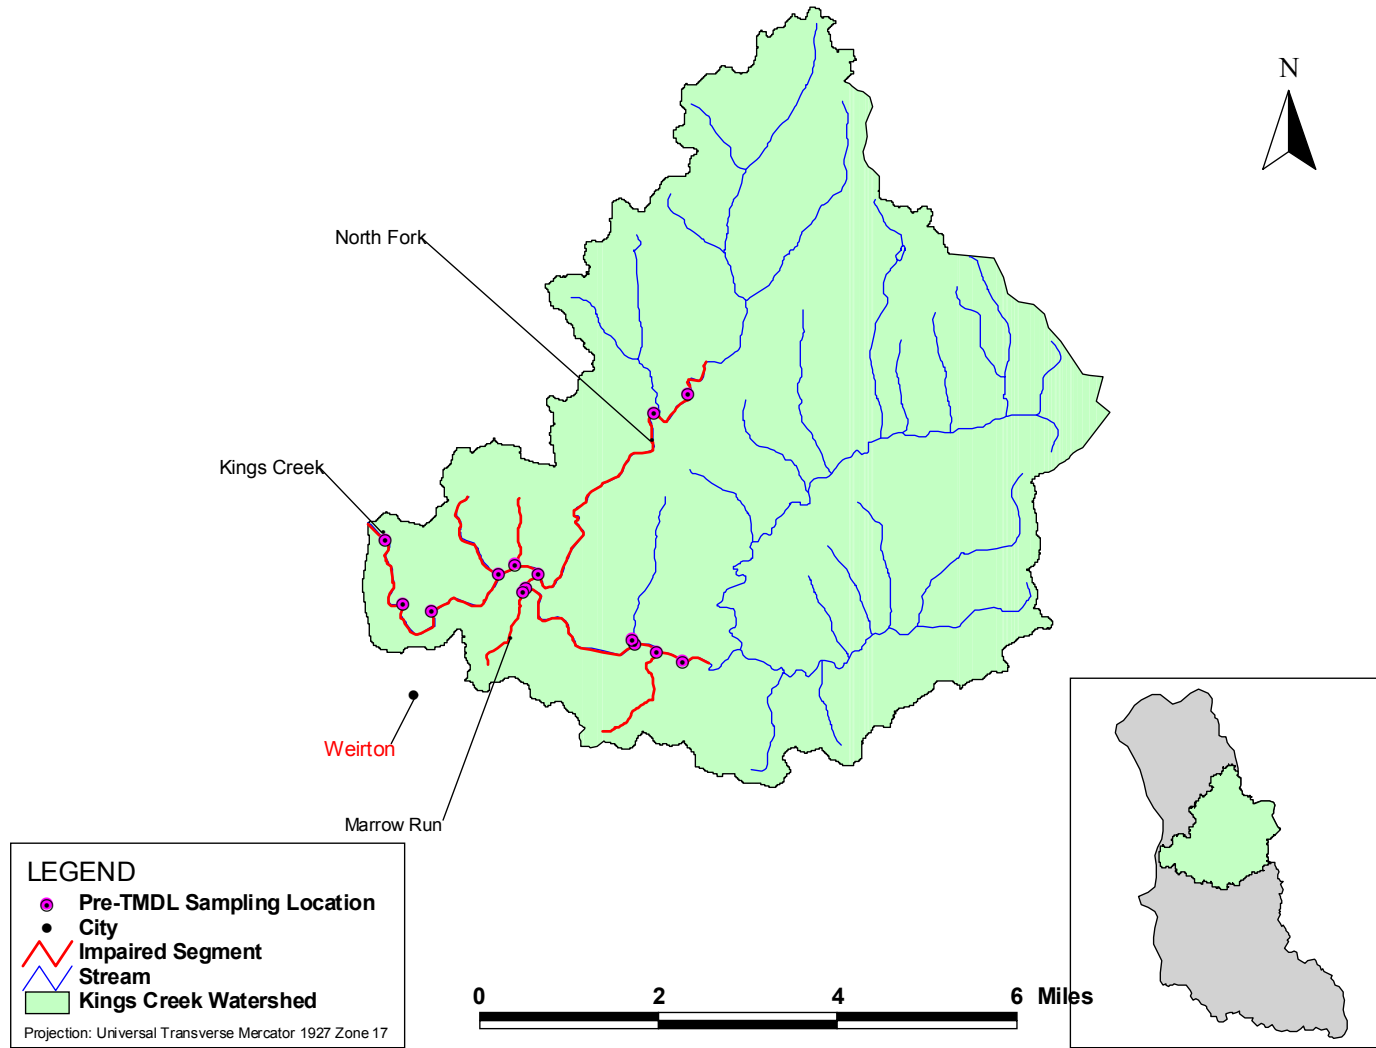 N
North Fork
Kings Creek
Weirton
Marrow Run
LEGEND
Pre-TMDL Sampling Location
City
Impaired Segment
Stream
Kings Creek Watershed
Projection: Universal Transverse Mercator 1927 Zone 17
0 2 4 6 Miles